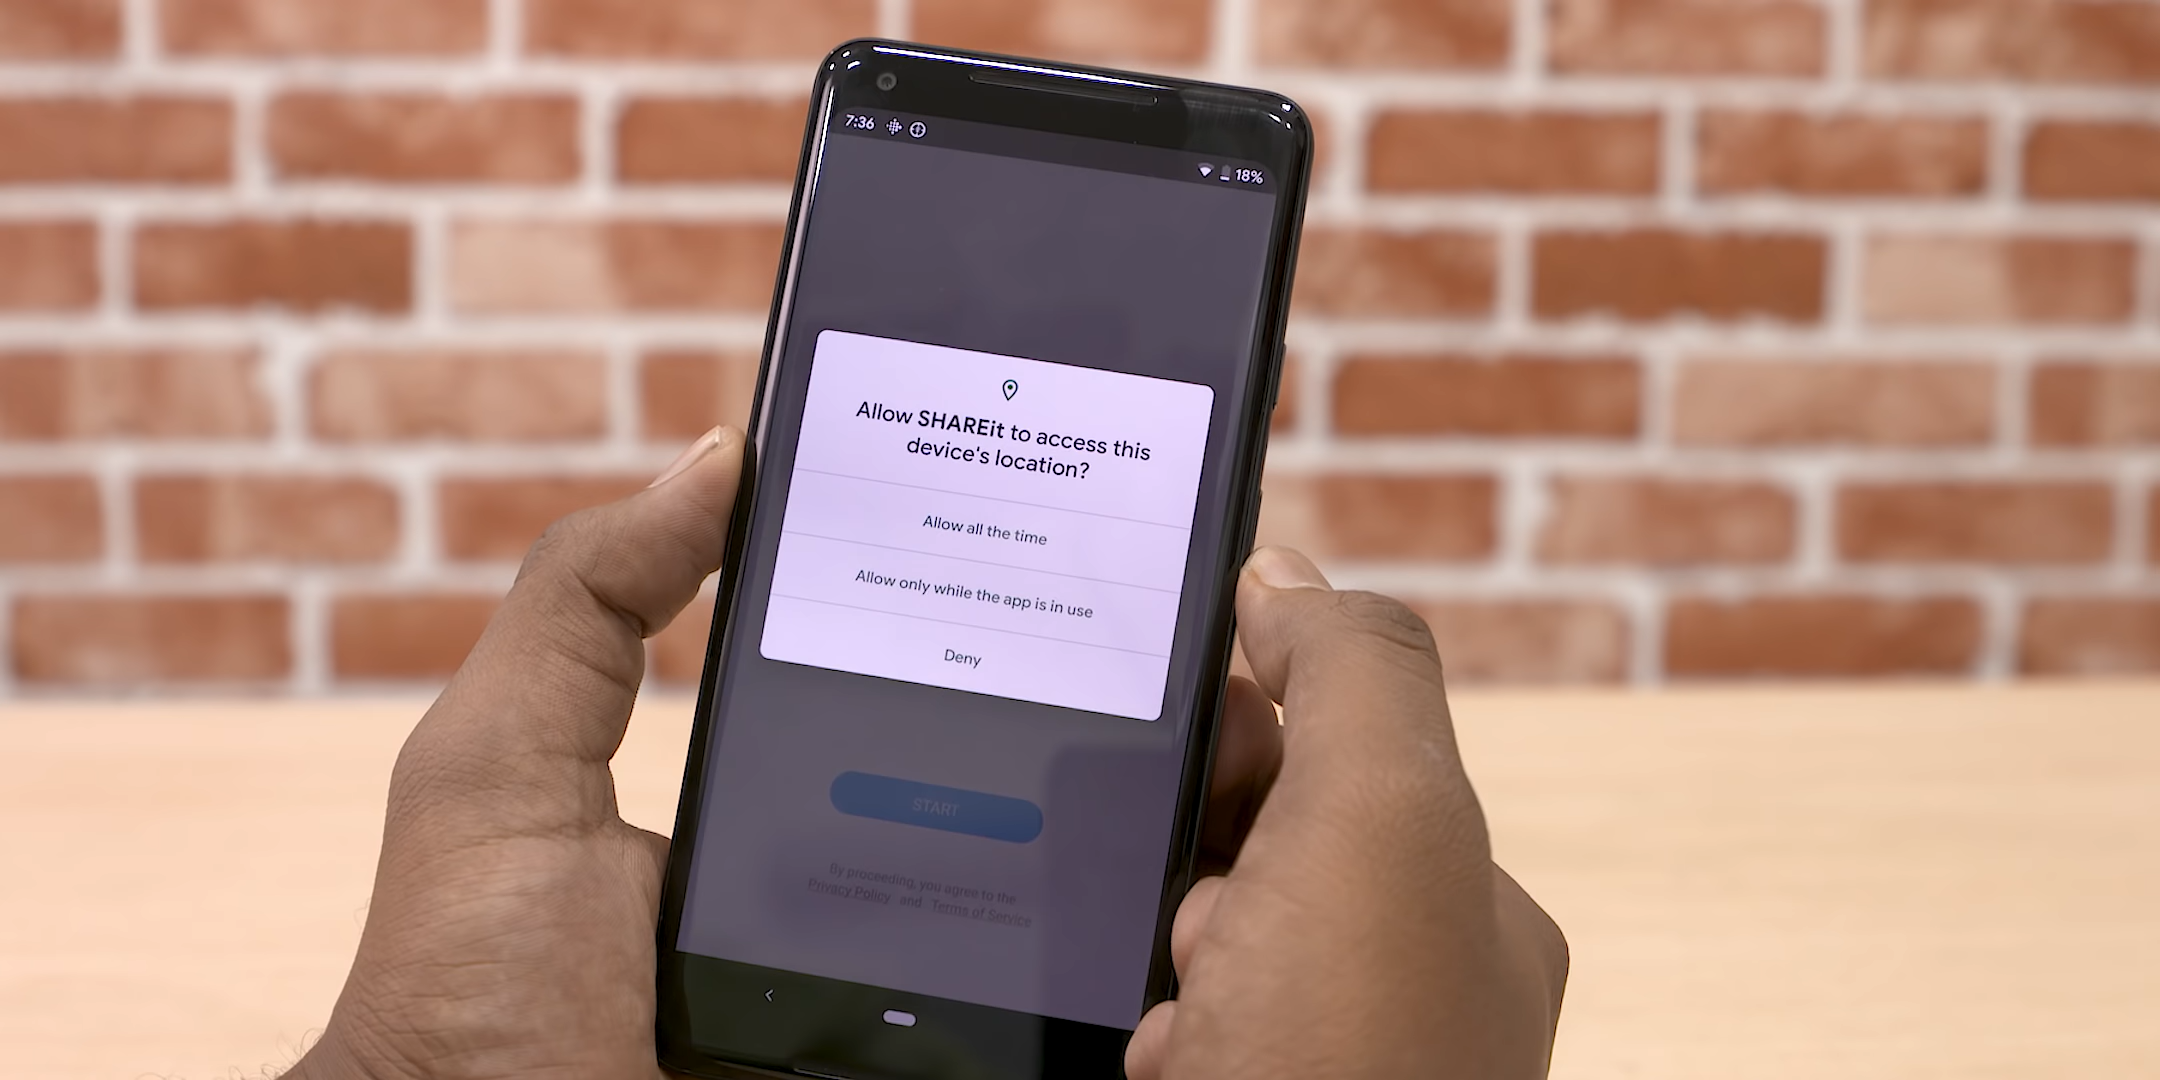 7:36
18%
Allow SHAREit to access this
device's location?
Allow all the time
Allow only while the app is in use
Deny
START
By proceeding, you agree to the
Privacy Policy and Terms of Service